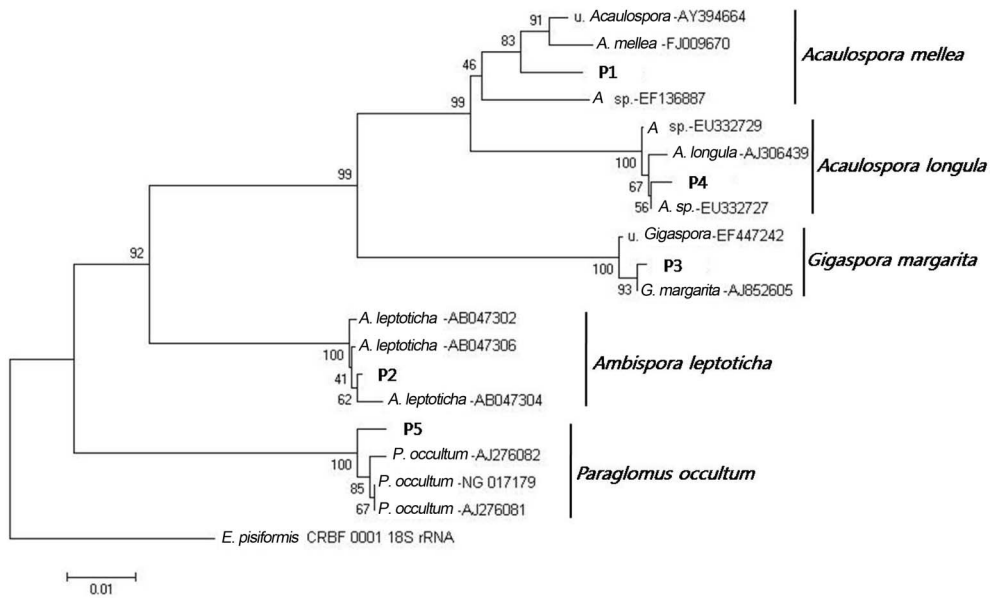 91 u. Acaulospora-AY394664
83 A. mellea-FJ009670
Acaulospora mellea
46 P1
99 A sp.-EF136887
A sp.-EU332729
100 A. longula-AJ306439
Acaulospora longula
99 67 P4
56 A. sp.-EU332727
u. Gigaspora-EF447242
92 100 P3
Gigaspora margarita
93 G. margarita-AJ852605
A. leptoticha -AB047302
100 A. leptoticha -AB047306
Ambispora leptoticha
41 P2
62 A. leptoticha -AB047304
P5
100 P. occultum -AJ276082
Paraglomus occultum
85 P. occultum -NG 017179
67 P. occultum -AJ276081
E. pisiformis CRBF 0001 18S rRNA
0.01